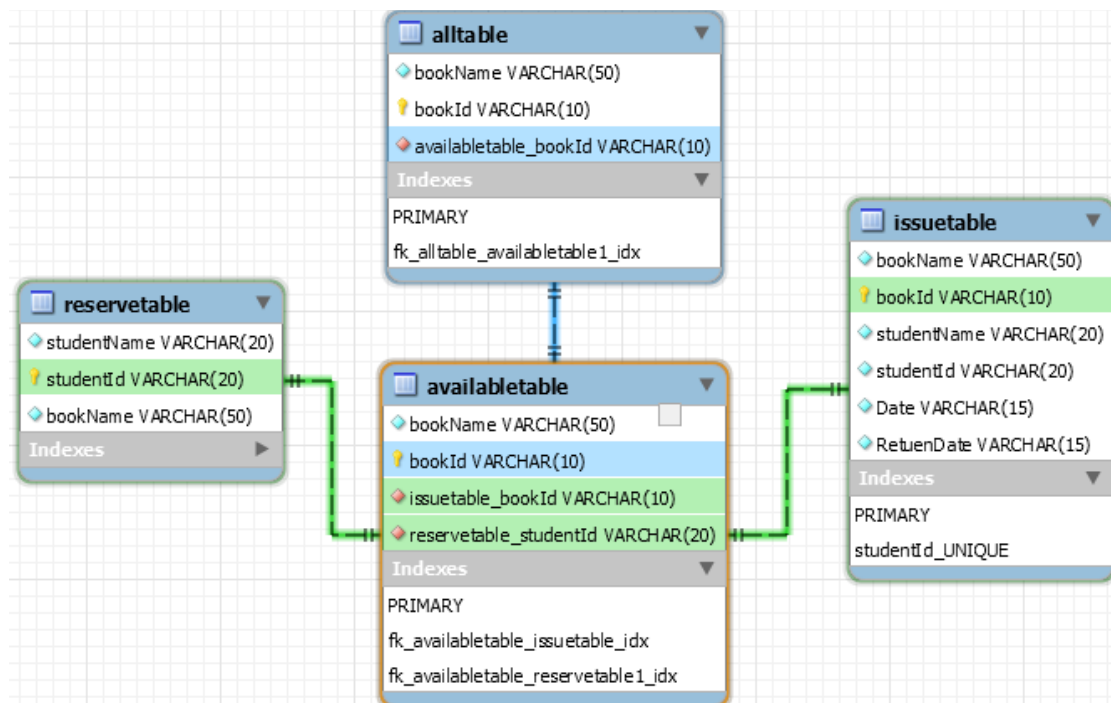 alltable
bookName VARCHAR(50)
bookId VARCHAR(10)
availabletable_bookId VARCHAR(10)
Indexes
PRIMARY
fk_alltable_availabletable1_idx
reservetable
studentName VARCHAR(20)
studentId VARCHAR(20)
bookName VARCHAR(50)
Indexes
availabletable
bookName VARCHAR(50)
bookId VARCHAR(10)
issuetable_bookId VARCHAR(10)
reservetable_studentId VARCHAR(20)
Indexes
PRIMARY
fk_availabletable_issuetable_idx
fk_availabletable_reservetable1_idx
issuetable
bookName VARCHAR(50)
bookId VARCHAR(10)
studentName VARCHAR(20)
studentId VARCHAR(20)
Date VARCHAR(15)
RetuenDate VARCHAR(15)
Indexes
PRIMARY
studentId_UNIQUE